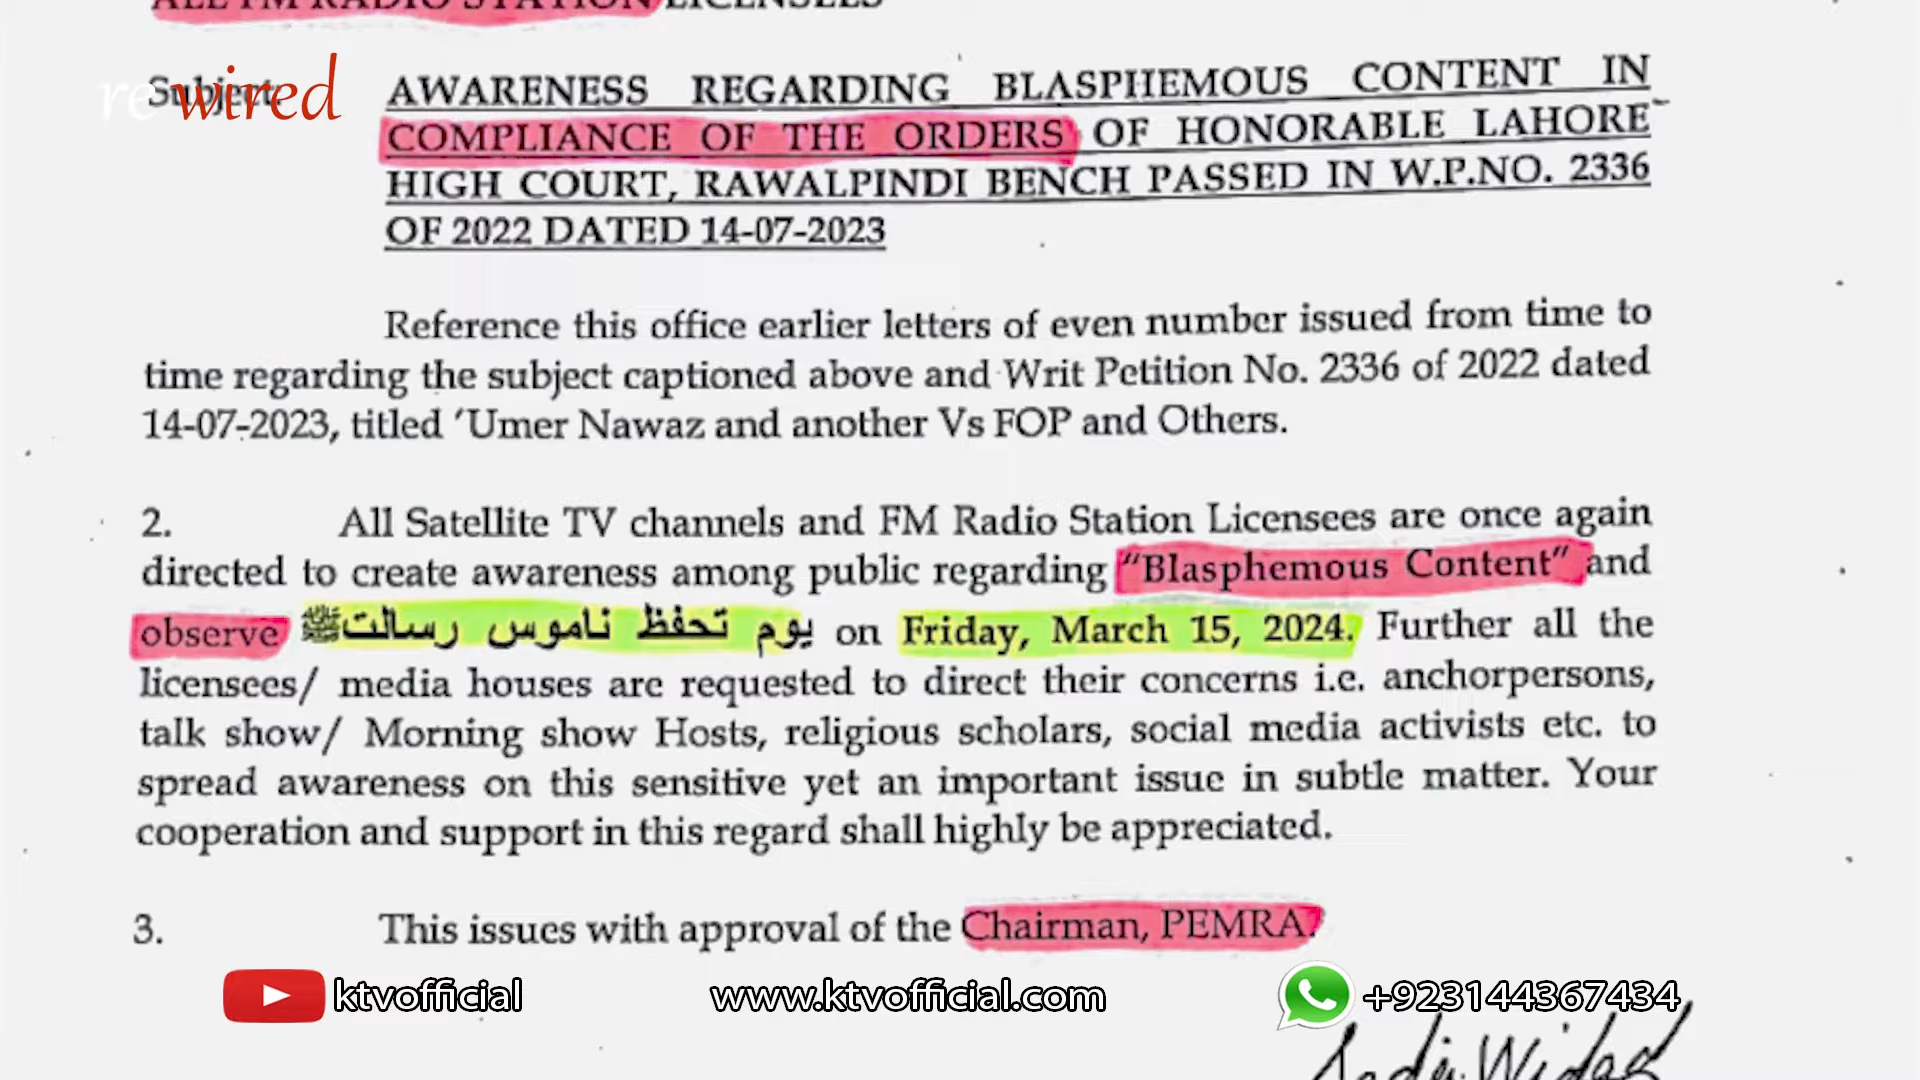 ALL FM RADIO STATION LICENSEES
rewired
Subject: AWARENESS REGARDING BLASPHEMOUS CONTENT IN
COMPLIANCE OF THE ORDERS OF HONORABLE LAHORE
HIGH COURT, RAWALPINDI BENCH PASSED IN W.P.NO. 2336
OF 2022 DATED 14-07-2023
Reference this office earlier letters of even number issued from time to
time regarding the subject captioned above and Writ Petition No. 2336 of 2022 dated
14-07-2023, titled ‘Umer Nawaz and another Vs FOP and Others.
2. All Satellite TV channels and FM Radio Station Licensees are once again
directed to create awareness among public regarding “Blasphemous Content” and
observe یوم تحفظ ناموس رسالتﷺ on Friday, March 15, 2024. Further all the
licensees/ media houses are requested to direct their concerns i.e. anchorpersons,
talk show/ Morning show Hosts, religious scholars, social media activists etc. to
spread awareness on this sensitive yet an important issue in subtle matter. Your
cooperation and support in this regard shall highly be appreciated.
3. This issues with approval of the Chairman, PEMRA.
ktvofficial www.ktvofficial.com +923144367434